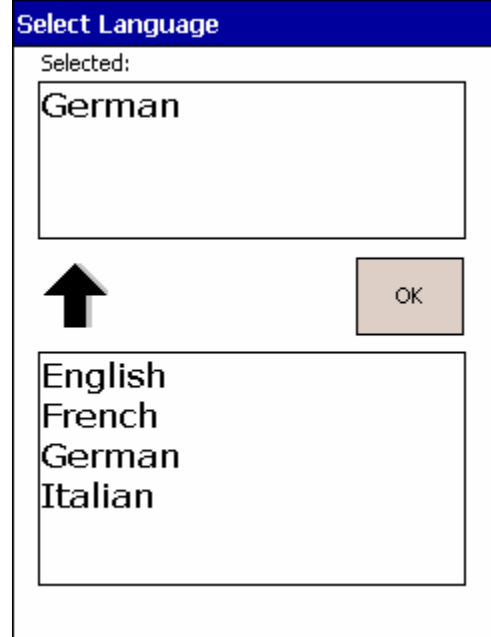 Select Language
Selected:
German
OK
English
French
German
Italian